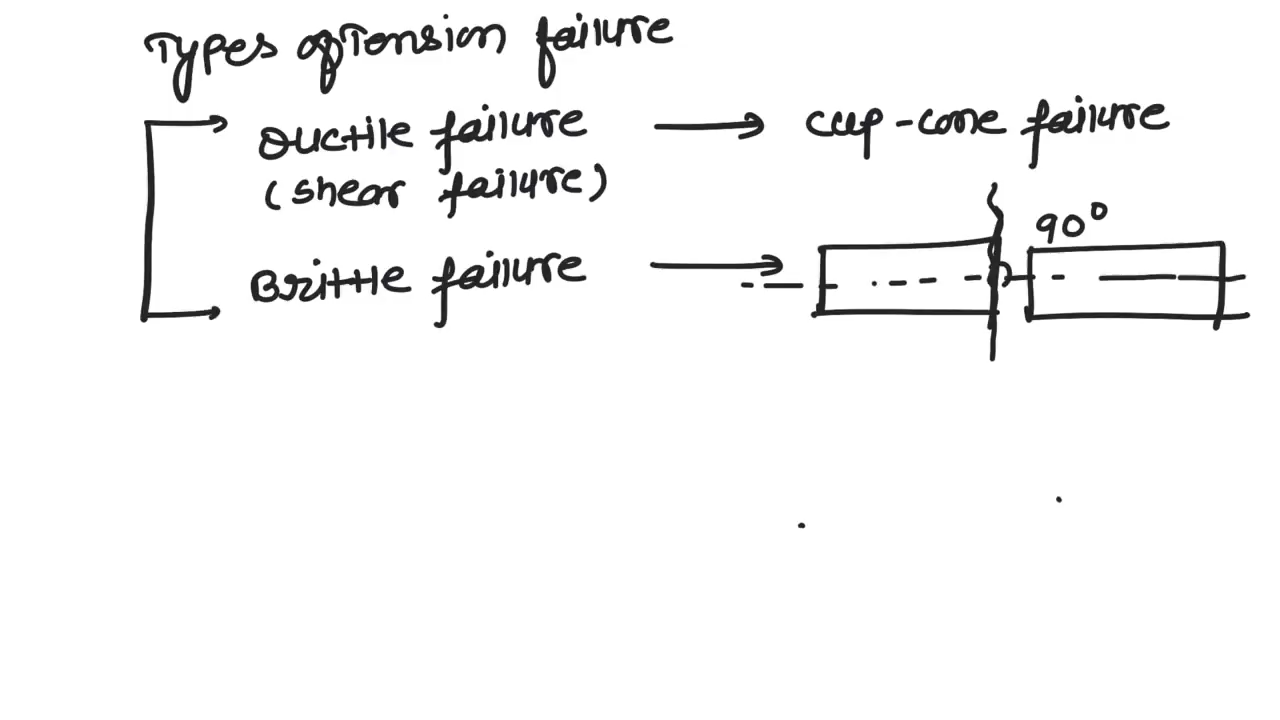 Types of Tension failure
Ductile failure → cup-cone failure
(shear failure)
90°
Brittle failure →